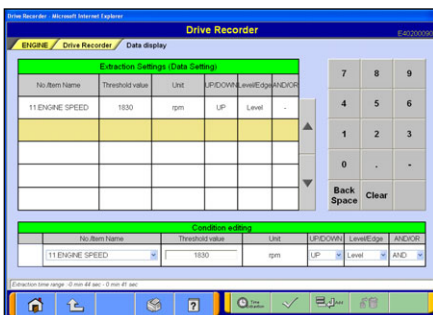 Drive Recorder - Microsoft Internet Explorer
Drive Recorder
E40200090
ENGINE Drive Recorder Data display
Extraction Settings (Data Setting)
No./Item Name Threshold value Unit UP/DOWN Level/Edge AND/OR
11:ENGINE SPEED 1830 rpm UP Level -
7 8 9
4 5 6
1 2 3
0 . -
Back Space Clear
Condition editing
No./Item Name Threshold value Unit UP/DOWN Level/Edge AND/OR
11:ENGINE SPEED 1830 rpm UP Level AND
Extraction time range: -0 min 44 sec - 0 min 41 sec
?
Time
Add